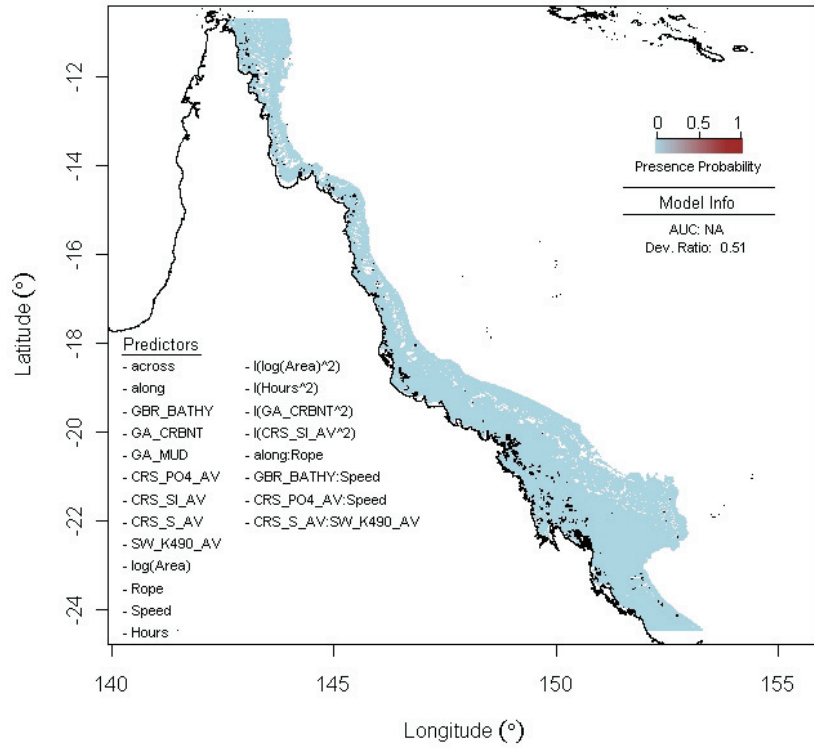 -12
-14
-16
-18
-20
-22
-24
Latitude (°)
0 0.5 1
Presence Probability
Model Info
AUC: NA
Dev. Ratio: 0.51
Predictors
- across
- along
- GBR_BATHY
- GA_CRBNT
- GA_MUD
- CRS_PO4_AV
- CRS_SI_AV
- CRS_S_AV
- SW_K490_AV
- log(Area)
- Rope
- Speed
- Hours
- I(log(Area)^2)
- I(Hours^2)
- I(GA_CRBNT^2)
- I(CRS_SI_AV^2)
- along:Rope
- GBR_BATHY:Speed
- CRS_PO4_AV:Speed
- CRS_S_AV:SW_K490_AV
140 145 150 155
Longitude (°)